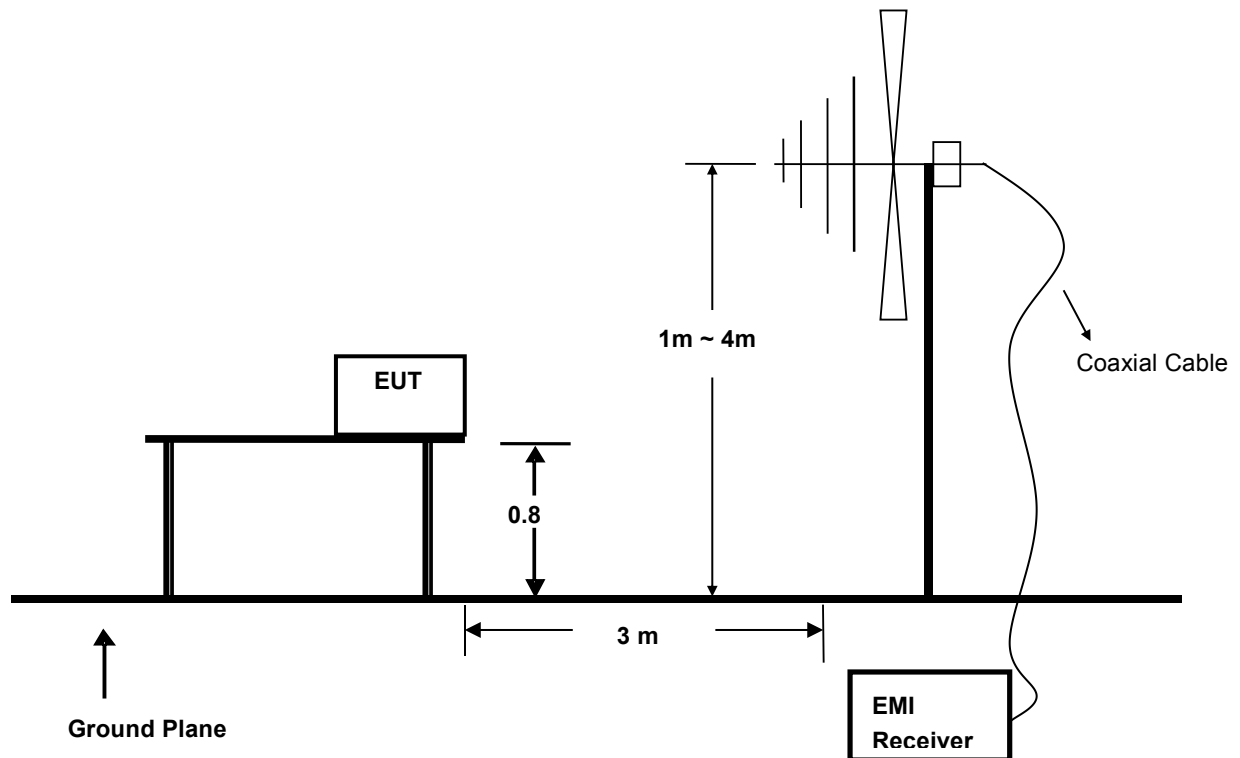 1m ~ 4m
EUT
Coaxial Cable
0.8
3 m
Ground Plane
EMI
Receiver